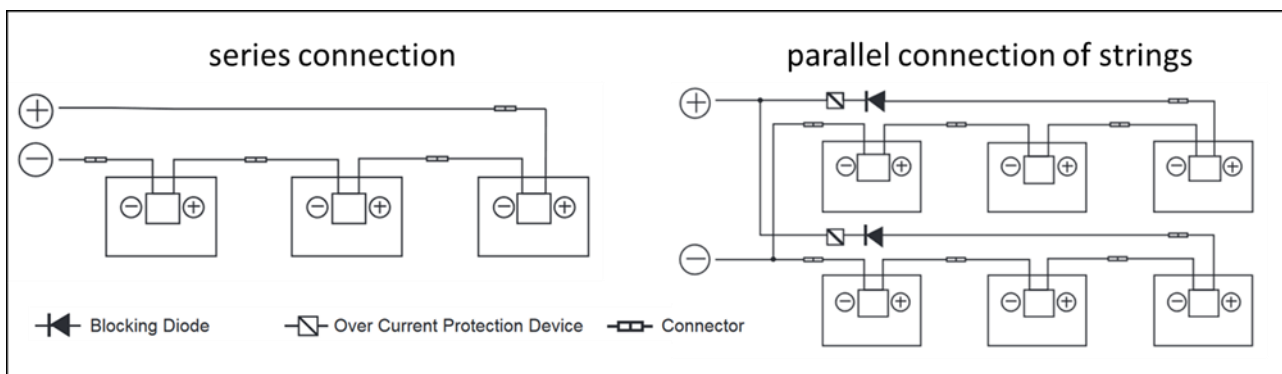 series connection
parallel connection of strings
+
−
− + − + − +
+
− + − + − +
−
− + − + − +
Blocking Diode Over Current Protection Device Connector